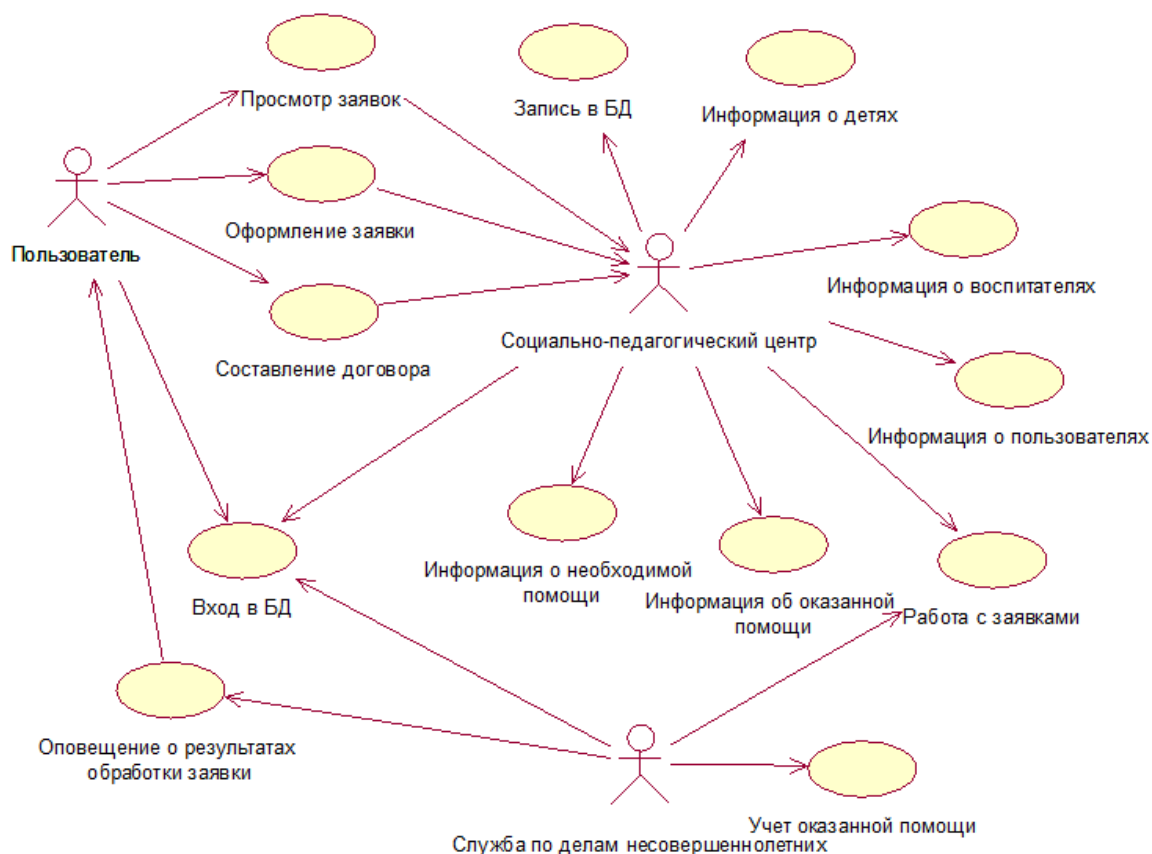 Просмотр заявок
Запись в БД
Информация о детях
Оформление заявки
Пользователь
Информация о воспитателях
Социально-педагогический центр
Составление договора
Информация о пользователях
Информация о необходимой
помощи
Информация об оказанной
помощи
Работа с заявками
Вход в БД
Оповещение о результатах
обработки заявки
Учет оказанной помощи
Служба по делам несовершеннолетних